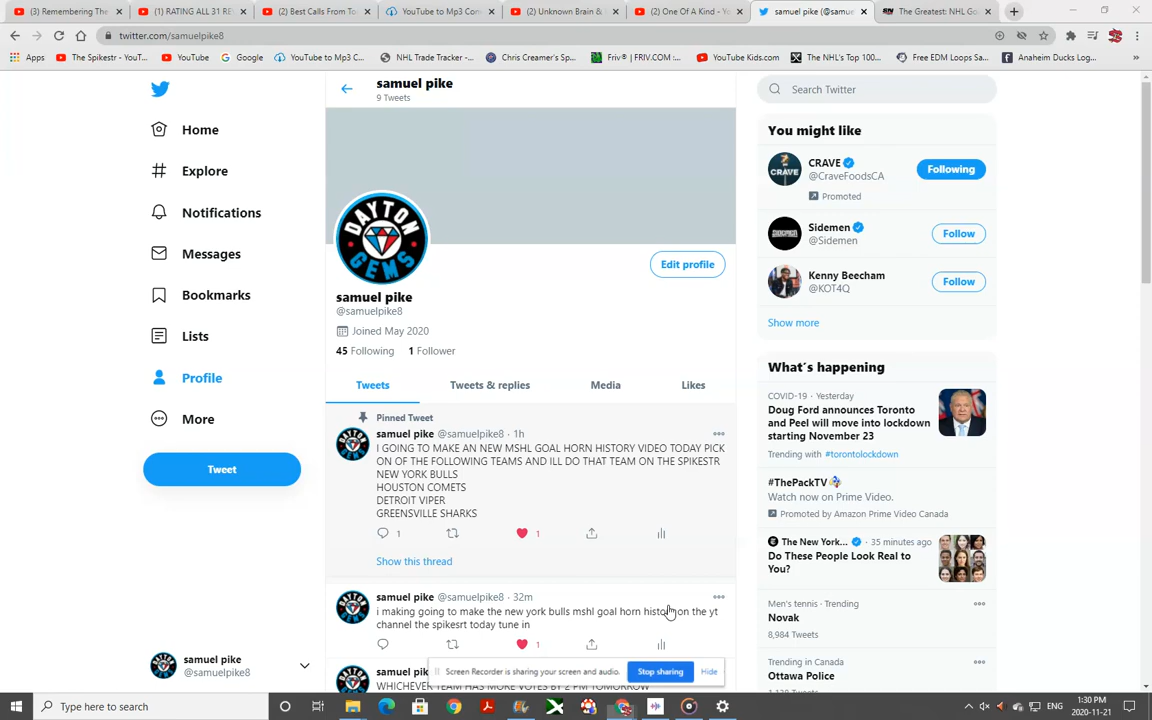 (3) Remembering The
(1) RATING ALL 31 RE
(2) Best Calls From To
YouTube to Mp3 Con
(2) Unknown Brain &
(2) One Of A Kind - Yo
samuel pike (@samue
The Greatest: NHL Go
twitter.com/samuelpike8
Apps
The Spikestr - YouT...
YouTube
Google
YouTube to Mp3 C...
NHL Trade Tracker -...
Chris Creamer's Sp...
Friv® | FRIV.COM :...
YouTube Kids.com
The NHL's Top 100...
Free EDM Loops Sa...
Anaheim Ducks Log...
»
Home
Explore
Notifications
Messages
Bookmarks
Lists
Profile
More
Tweet
samuel pike
@samuelpike8
samuel pike
9 Tweets
DAYTON
GEMS
Edit profile
samuel pike
@samuelpike8
Joined May 2020
45 Following 1 Follower
Tweets
Tweets & replies
Media
Likes
Pinned Tweet
samuel pike @samuelpike8 · 1h
I GOING TO MAKE AN NEW MSHL GOAL HORN HISTORY VIDEO TODAY PICK
ON OF THE FOLLOWING TEAMS AND ILL DO THAT TEAM ON THE SPIKESTR
NEW YORK BULLS
HOUSTON COMETS
DETROIT VIPER
GREENSVILLE SHARKS
1
1
Show this thread
samuel pike @samuelpike8 · 32m
i making going to make the new york bulls mshl goal horn history on the yt
channel the spikesrt today tune in
1
samuel pik
WHICHEVER TEAM HAS MORE VOTES BY 2 PM TOMORROW
Screen Recorder is sharing your screen and audio.
Stop sharing
Hide
Search Twitter
You might like
CRAVE
@CraveFoodsCA
Following
Promoted
SIDEMEN
Sidemen
@Sidemen
Follow
Kenny Beecham
@KOT4Q
Follow
Show more
What's happening
COVID-19 · Yesterday
Doug Ford announces Toronto
and Peel will move into lockdown
starting November 23
Trending with #torontolockdown
#ThePackTV
Watch now on Prime Video.
Promoted by Amazon Prime Video Canada
The New York... · 35 minutes ago
Do These People Look Real to
You?
Men's tennis · Trending
Novak
8,984 Tweets
Trending in Canada
Ottawa Police
Type here to search
ENG
1:30 PM
2020-11-21